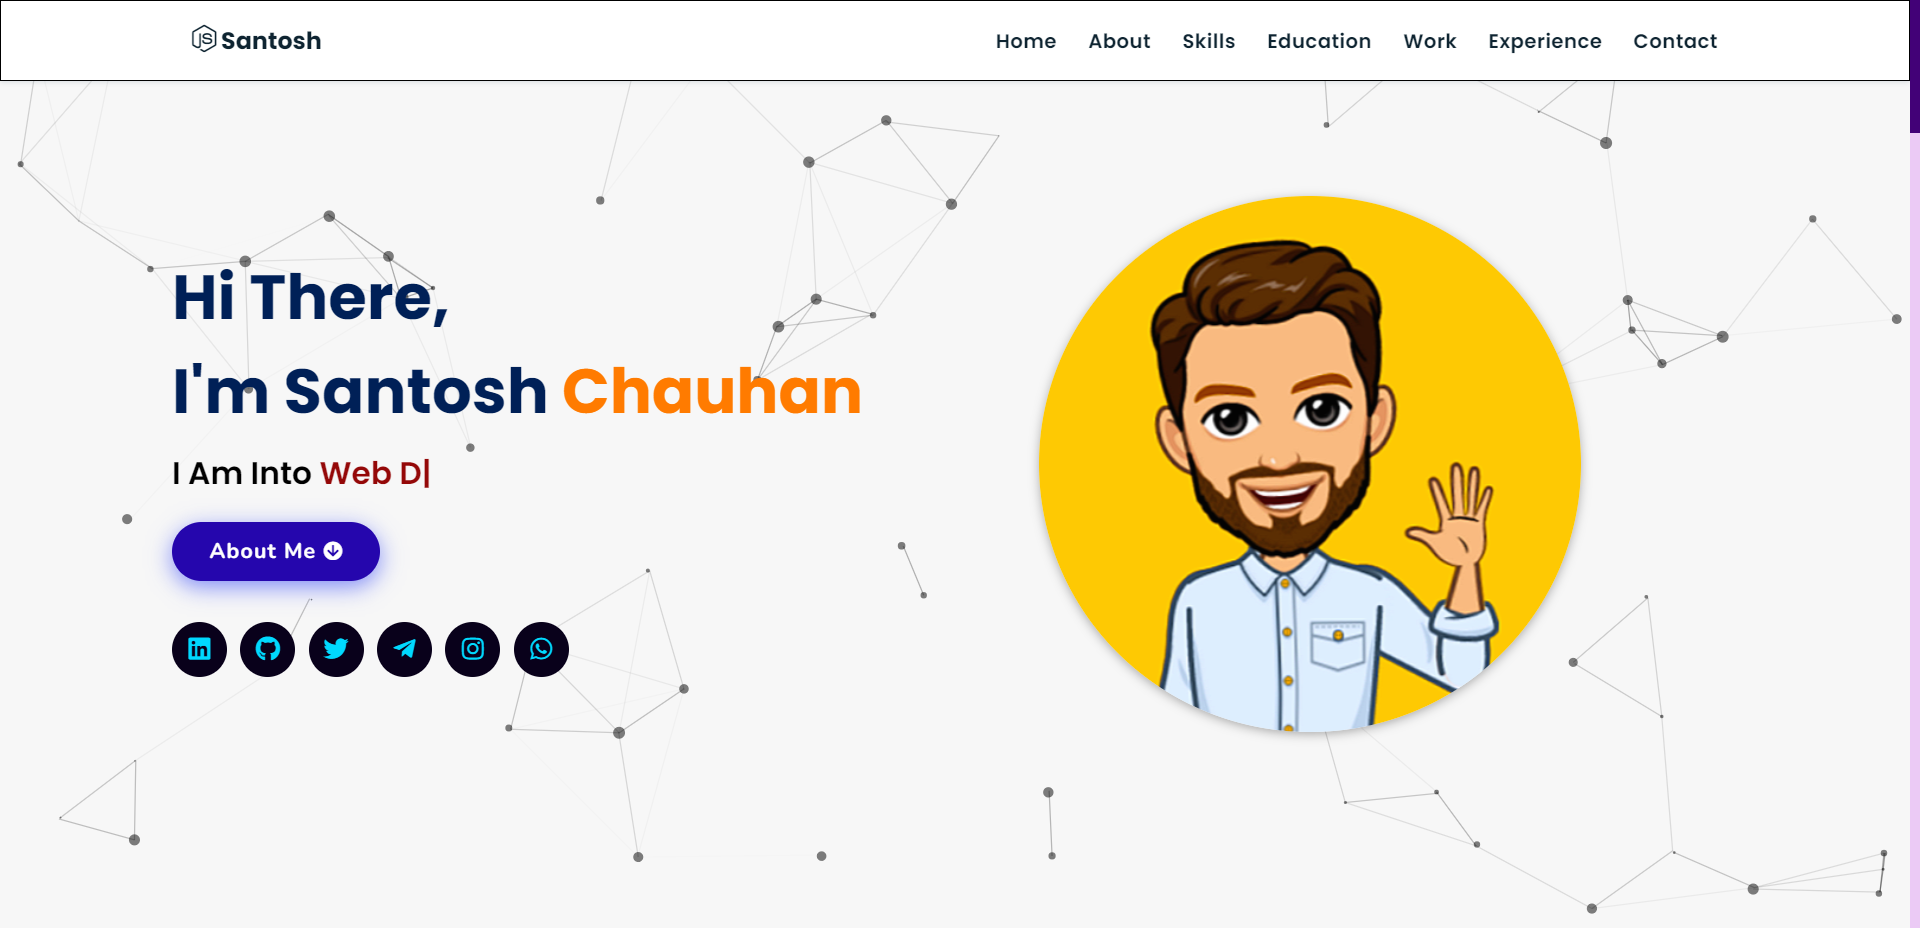 Santosh
Home About Skills Education Work Experience Contact
Hi There,
I'm Santosh Chauhan
I Am Into Web D|
About Me